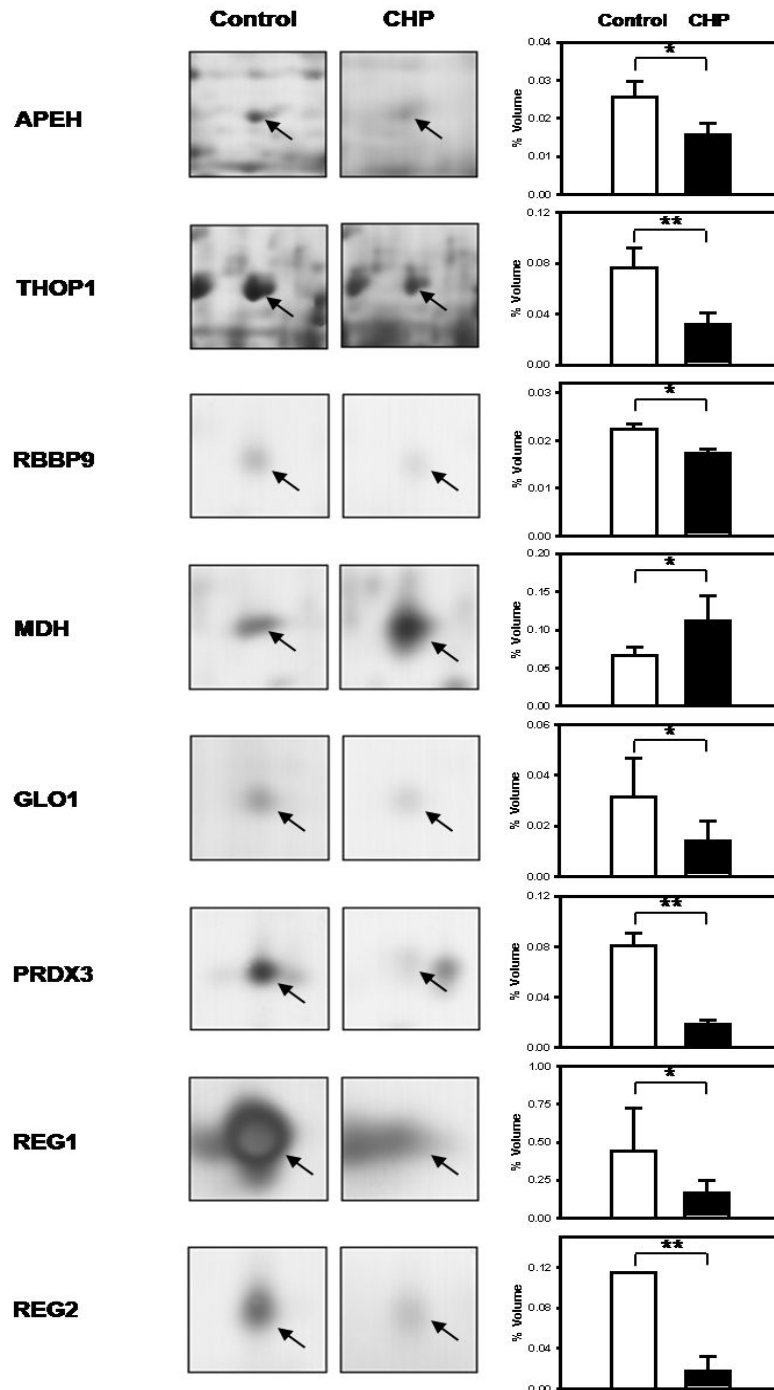 Control CHP Control CHP
APEH
% Volume
0.04
0.03
0.01
0.00
*
THOP1
% Volume
0.12
0.08
0.04
0.00
**
RBBP9
% Volume
0.03
0.02
0.01
0.00
*
MDH
% Volume
0.20
0.15
0.10
0.05
0.00
*
GLO1
% Volume
0.06
0.04
0.02
0.00
*
PRDX3
% Volume
0.12
0.08
0.04
0.00
**
REG1
% Volume
1.00
0.75
0.50
0.25
0.00
*
REG2
% Volume
0.12
0.08
0.04
0.00
**